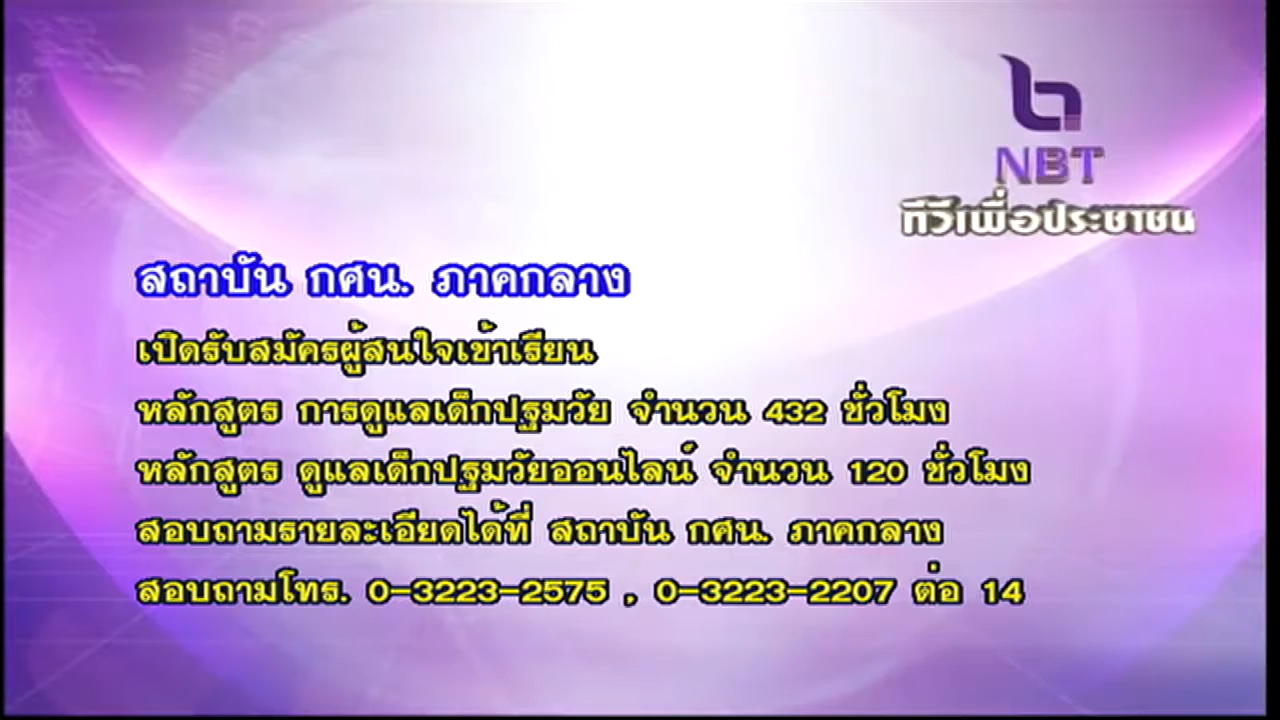 NBT
ทีวีเพื่อประชาชน
สถาบัน กศน. ภาคกลาง
เปิดรับสมัครผู้สนใจเข้าเรียน
หลักสูตร การดูแลเด็กปฐมวัย จำนวน 432 ชั่วโมง
หลักสูตร ดูแลเด็กปฐมวัยออนไลน์ จำนวน 120 ชั่วโมง
สอบถามรายละเอียดได้ที่ สถาบัน กศน. ภาคกลาง
สอบถามโทร. 0-3223-2575 , 0-3223-2207 ต่อ 14